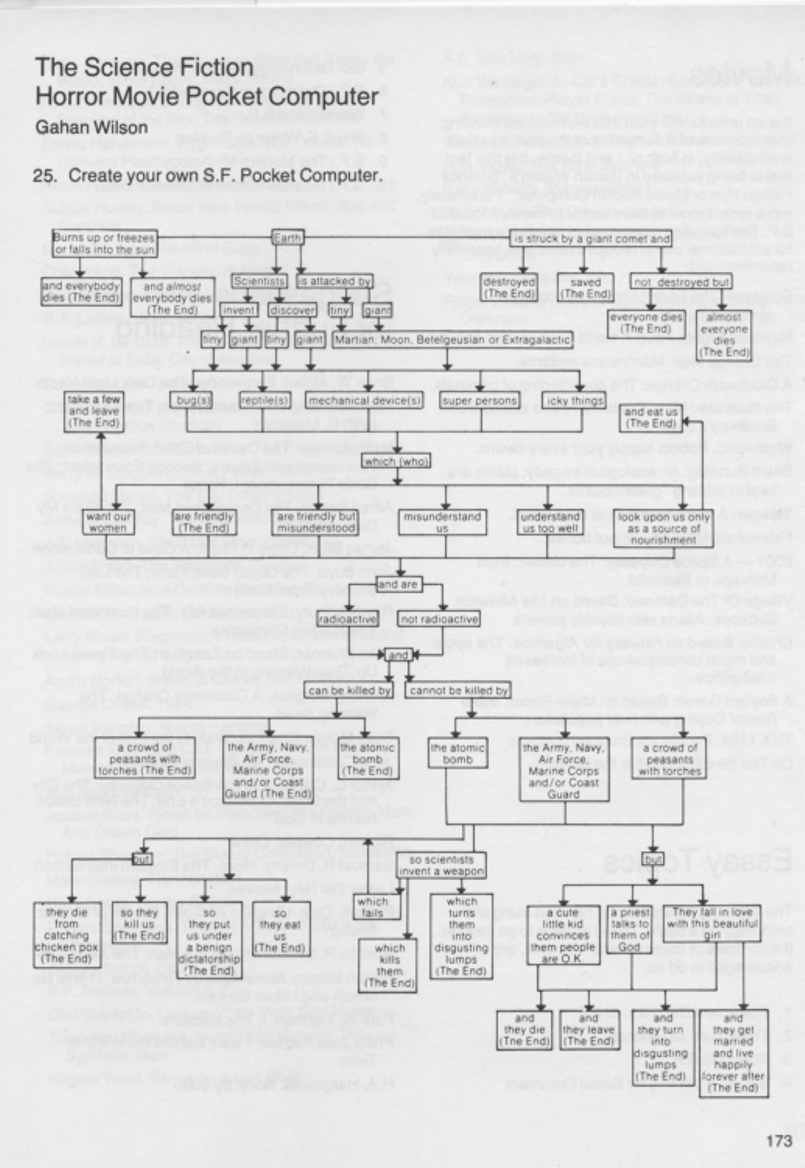 The Science Fiction
Horror Movie Pocket Computer
Gahan Wilson
25. Create your own S.F. Pocket Computer.
Burns up or freezes
or falls into the sun
Earth
is struck by a giant comet and
and everybody
dies (The End)
and almost
everybody dies
(The End)
Scientists
is attacked by
destroyed
(The End)
saved
(The End)
not destroyed but
invent
discover
tiny
giant
everyone dies
(The End)
almost
everyone
dies
(The End)
tiny
giant
tiny
giant
Martian, Moon, Betelgeusian or Extragalactic
take a few
and leave
(The End)
bug(s)
reptile(s)
mechanical device(s)
super persons
icky things
and eat us
(The End)
which (who)
want our
women
are friendly
(The End)
are friendly but
misunderstood
misunderstand
us
understand
us too well
look upon us only
as a source of
nourishment
and are
radioactive
not radioactive
and
can be killed by
cannot be killed by
a crowd of
peasants with
torches (The End)
the Army, Navy,
Air Force,
Marine Corps
and/or Coast
Guard (The End)
the atomic
bomb
(The End)
the atomic
bomb
the Army, Navy,
Air Force,
Marine Corps
and/or Coast
Guard
a crowd of
peasants
with torches
but
so scientists
invent a weapon
but
they die
from
catching
chicken pox
(The End)
so they
kill us
(The End)
so
they put
us under
a benign
dictatorship
(The End)
so
they eat
us
(The End)
which
fails
which
kills
them
(The End)
which
turns
them
into
disgusting
lumps
(The End)
a cute
little kid
convinces
them people
are O.K.
a priest
talks to
them of
God
They fall in love
with this beautiful
girl
and
they die
(The End)
and
they leave
(The End)
and
they turn
into
disgusting
lumps
(The End)
and
they get
married
and live
happily
forever after
(The End)
173